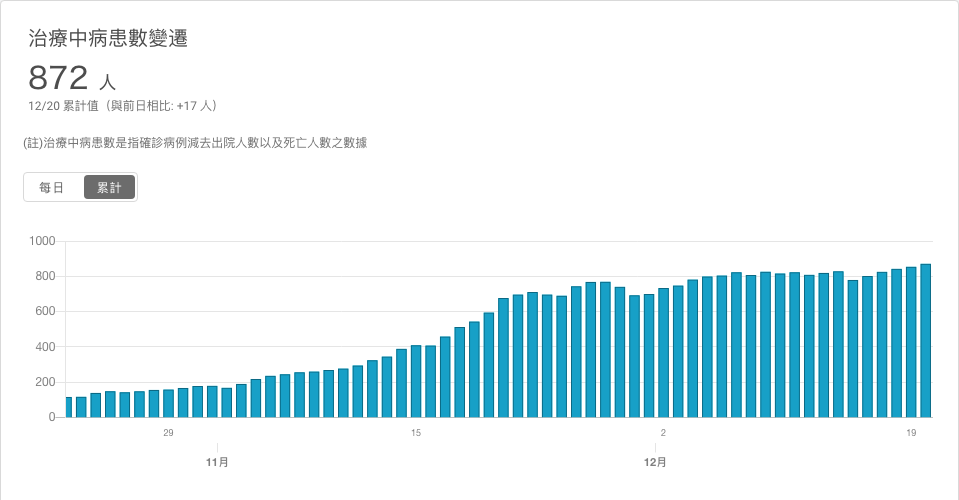 治療中病患數變遷
872 人
12/20 累計值（與前日相比: +17 人）
(註)治療中病患數是指確診病例減去出院人數以及死亡人數之數據
每日 累計
1000
800
600
400
200
0
29 15 2 19
11月 12月